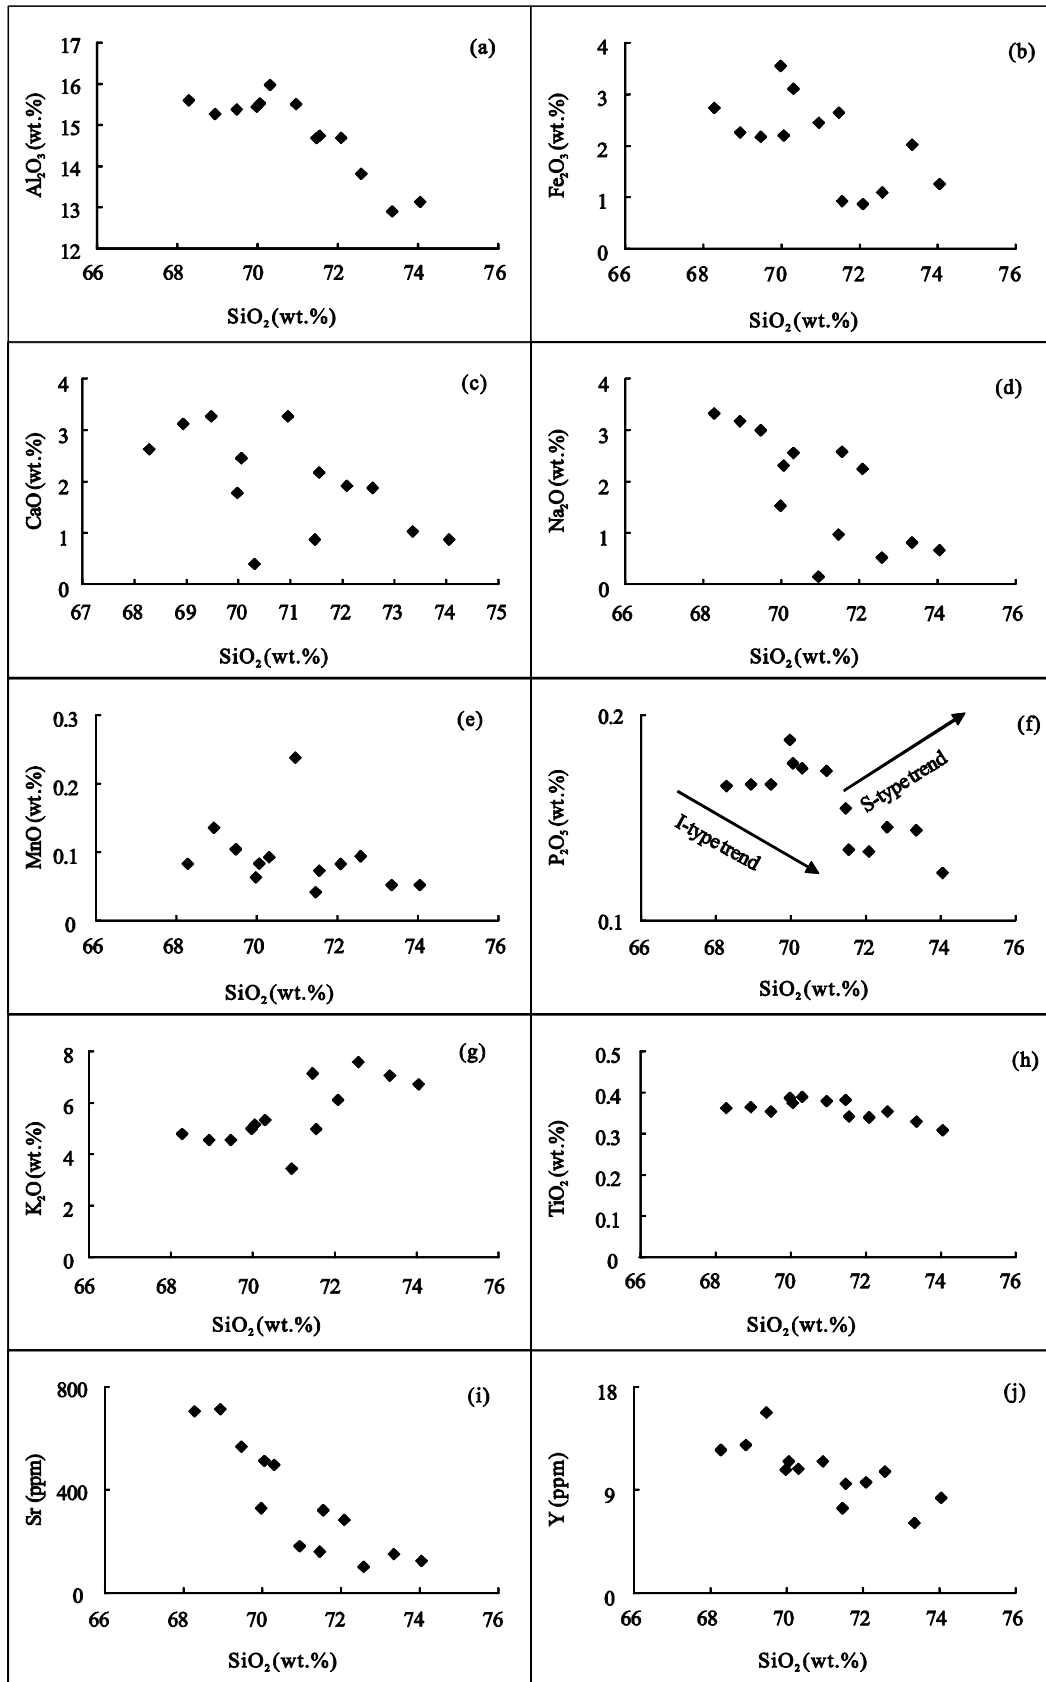 (a)
17
16
15
14
13
12
Al₂O₃ (wt.%)
66 68 70 72 74 76
SiO₂ (wt.%)
(b)
4
3
2
1
0
Fe₂O₃ (wt.%)
66 68 70 72 74 76
SiO₂ (wt.%)
(c)
4
3
2
1
0
CaO (wt.%)
67 68 69 70 71 72 73 74 75
SiO₂ (wt.%)
(d)
4
3
2
1
0
Na₂O (wt.%)
66 68 70 72 74 76
SiO₂ (wt.%)
(e)
0.3
0.2
0.1
0
MnO (wt.%)
66 68 70 72 74 76
SiO₂ (wt.%)
(f)
0.2
0.1
P₂O₅ (wt.%)
I-type trend
S-type trend
66 68 70 72 74 76
SiO₂ (wt.%)
(g)
8
6
4
2
0
K₂O (wt.%)
66 68 70 72 74 76
SiO₂ (wt.%)
(h)
0.5
0.4
0.3
0.2
0.1
0
TiO₂ (wt.%)
66 68 70 72 74 76
SiO₂ (wt.%)
(i)
800
400
0
Sr (ppm)
66 68 70 72 74 76
SiO₂ (wt.%)
(j)
18
9
0
Y (ppm)
66 68 70 72 74 76
SiO₂ (wt.%)